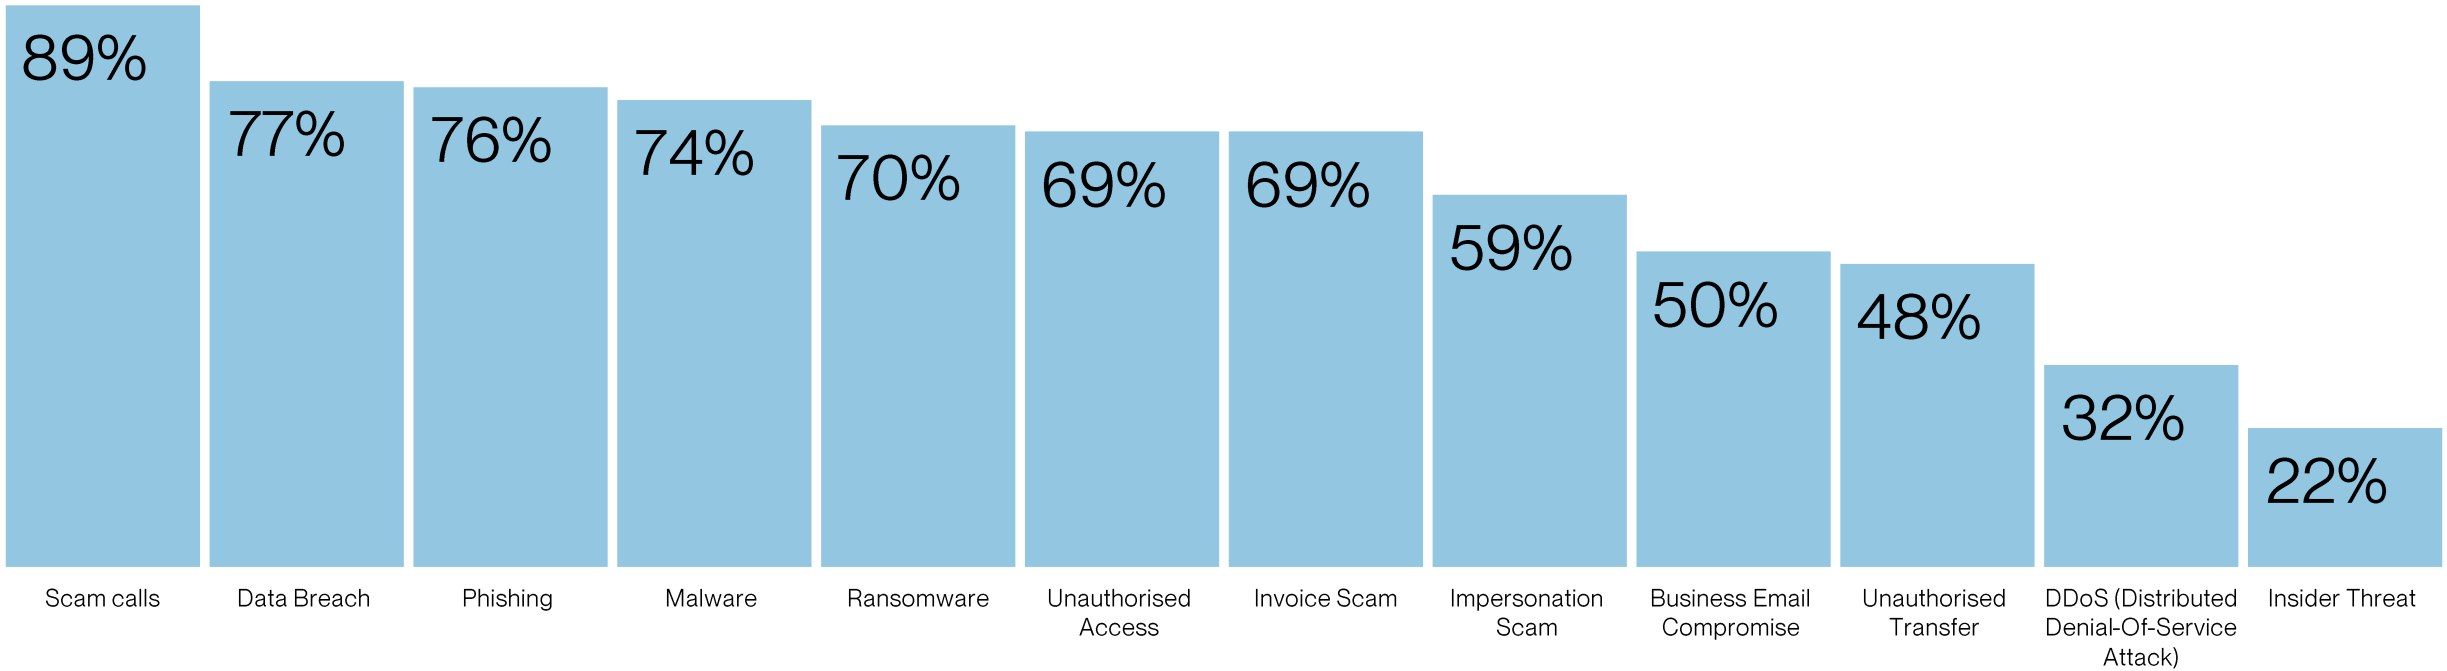 89%
77%
76%
74%
70%
69%
69%
59%
50%
48%
32%
22%
Scam calls
Data Breach
Phishing
Malware
Ransomware
Unauthorised
Access
Invoice Scam
Impersonation
Scam
Business Email
Compromise
Unauthorised
Transfer
DDoS (Distributed
Denial-Of-Service
Attack)
Insider Threat